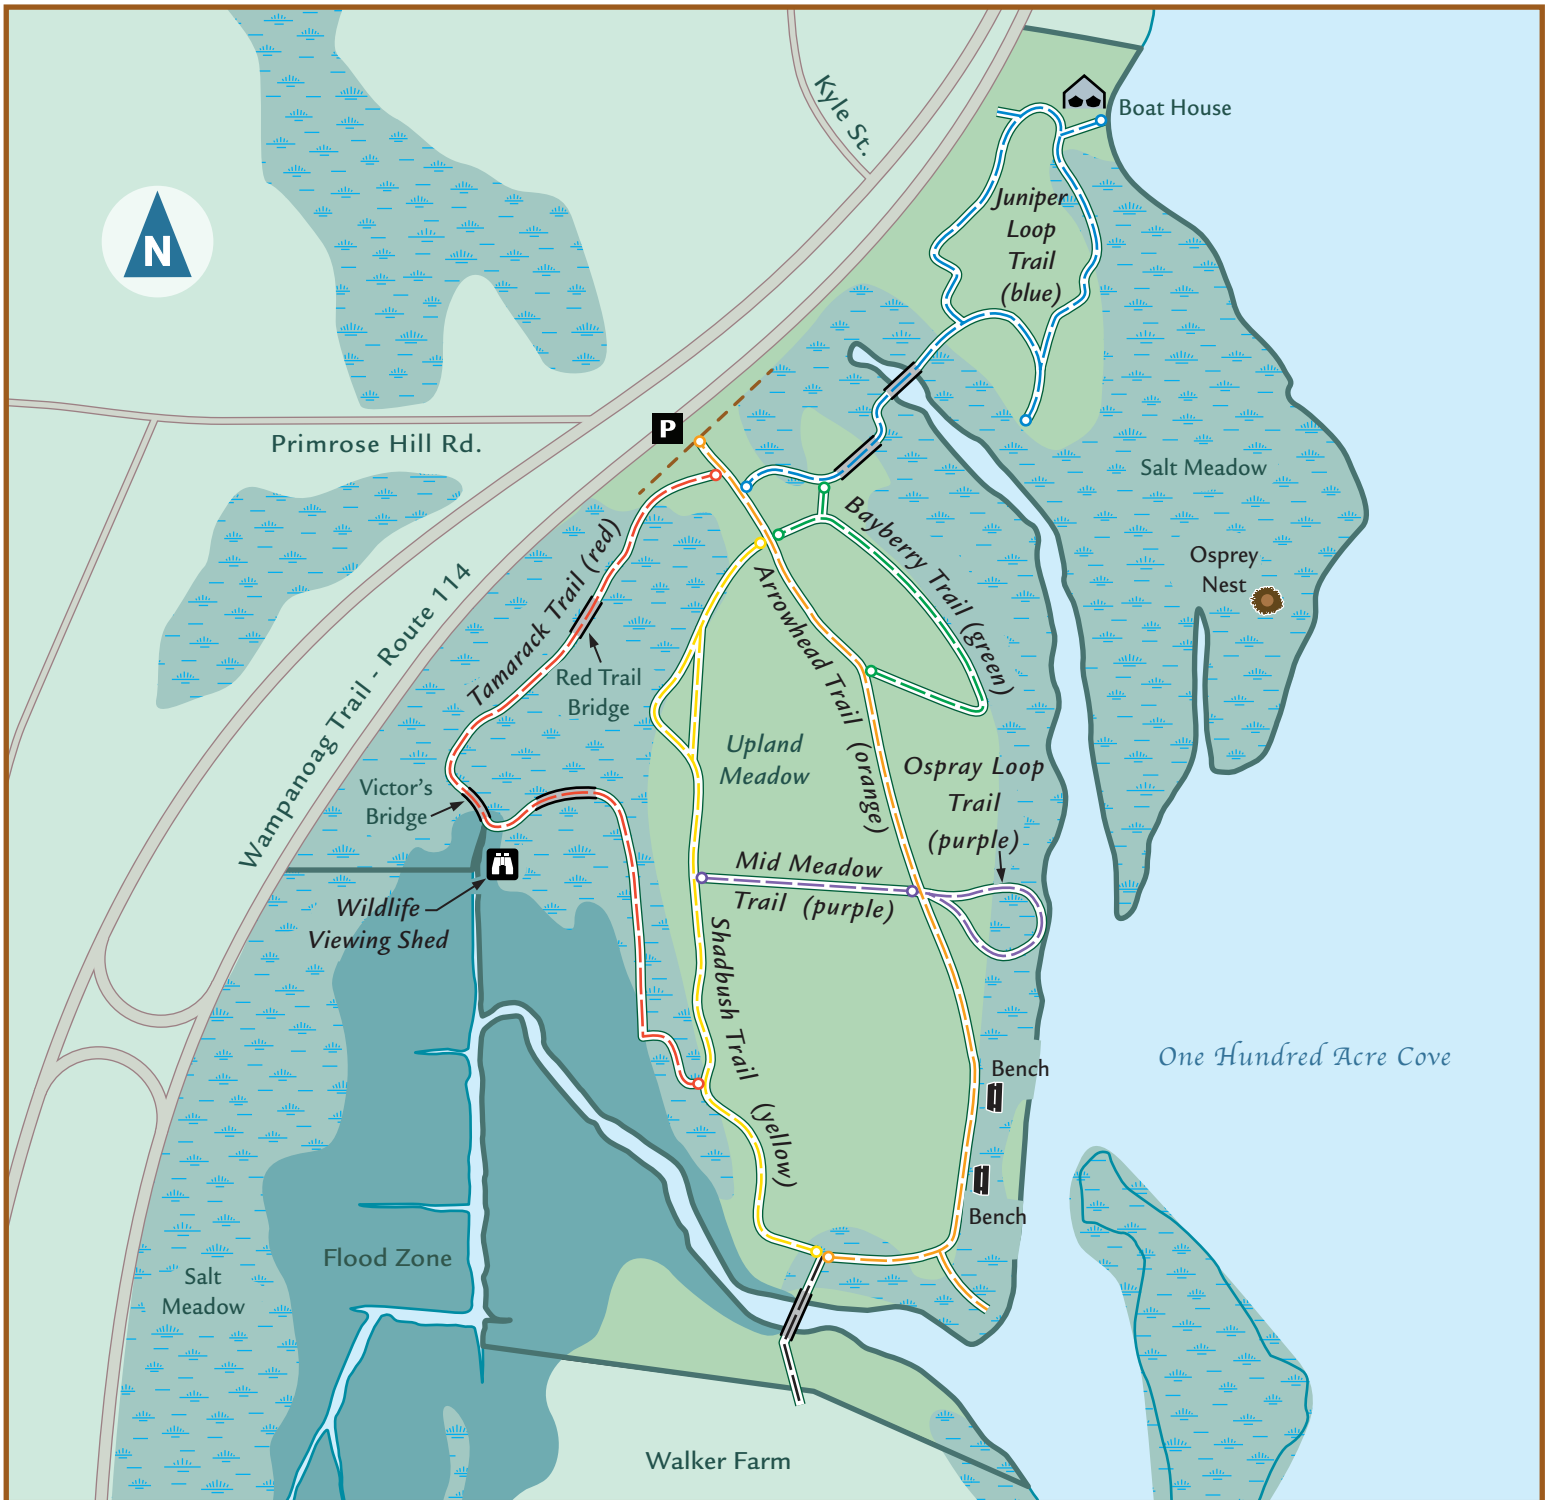 Kyle St.
Boat House
N
Juniper
Loop
Trail
(blue)
P
Primrose Hill Rd.
Salt Meadow
Bayberry Trail (green)
Osprey
Nest
Tamarack Trail (red)
Wampanoag Trail - Route 114
Arrowhead Trail (orange)
Red Trail
Bridge
Upland
Meadow
Ospray Loop
Trail
(purple)
Victor's
Bridge
Mid Meadow
Trail (purple)
Wildlife
Viewing Shed
Shadbush Trail (yellow)
One Hundred Acre Cove
Bench
Bench
Flood Zone
Salt
Meadow
Walker Farm